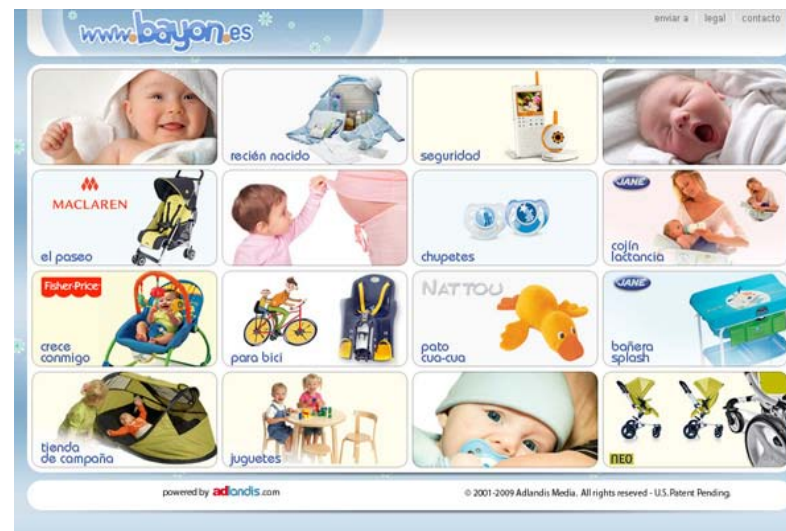 www.bayon.es
enviar a | legal | contacto
recién nacido
seguridad
MACLAREN
el paseo
chupetes
JANE
cojín
lactancia
Fisher-Price
crece
conmigo
para bici
NATTOU
pato
cua-cua
JANE
bañera
splash
tienda
de campaña
juguetes
NEO
powered by adlandis.com
© 2001-2009 Adlandis Media. All rights reseved - U.S. Patent Pending.